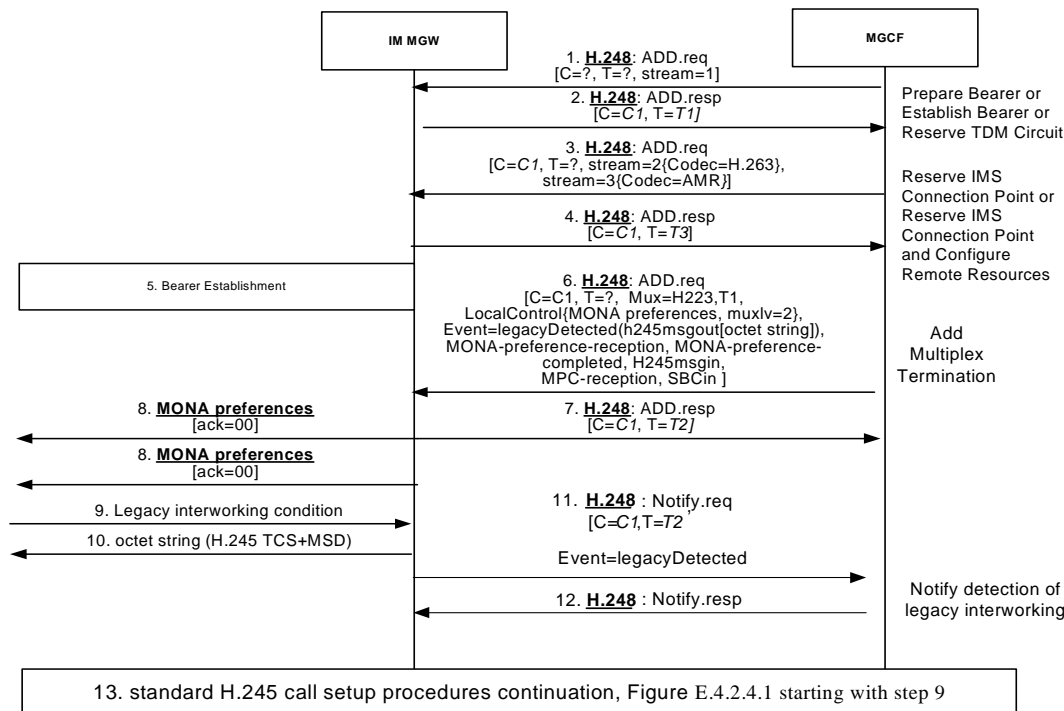 IM MGW
MGCF
1. H.248: ADD.req
[C=?, T=?, stream=1]
Prepare Bearer or
Establish Bearer or
Reserve TDM Circuit
2. H.248: ADD.resp
[C=C1, T=T1]
3. H.248: ADD.req
[C=C1, T=?, stream=2{Codec=H.263},
stream=3{Codec=AMR}]
Reserve IMS
Connection Point or
Reserve IMS
Connection Point
and Configure
Remote Resources
4. H.248: ADD.resp
[C=C1, T=T3]
5. Bearer Establishment
6. H.248: ADD.req
[C=C1, T=?, Mux=H223,T1,
LocalControl{MONA preferences, muxlv=2},
Event=legacyDetected(h245msgout[octet string]),
MONA-preference-reception, MONA-preference-
completed, H245msgin,
MPC-reception, SBCin ]
Add
Multiplex
Termination
8. MONA preferences
[ack=00]
7. H.248: ADD.resp
[C=C1, T=T2]
8. MONA preferences
[ack=00]
9. Legacy interworking condition
10. octet string (H.245 TCS+MSD)
11. H.248 : Notify.req
[C=C1,T=T2 ,
Event=legacyDetected
12. H.248 : Notify.resp
Notify detection of
legacy interworking
13. standard H.245 call setup procedures continuation, Figure E.4.2.4.1 starting with step 9